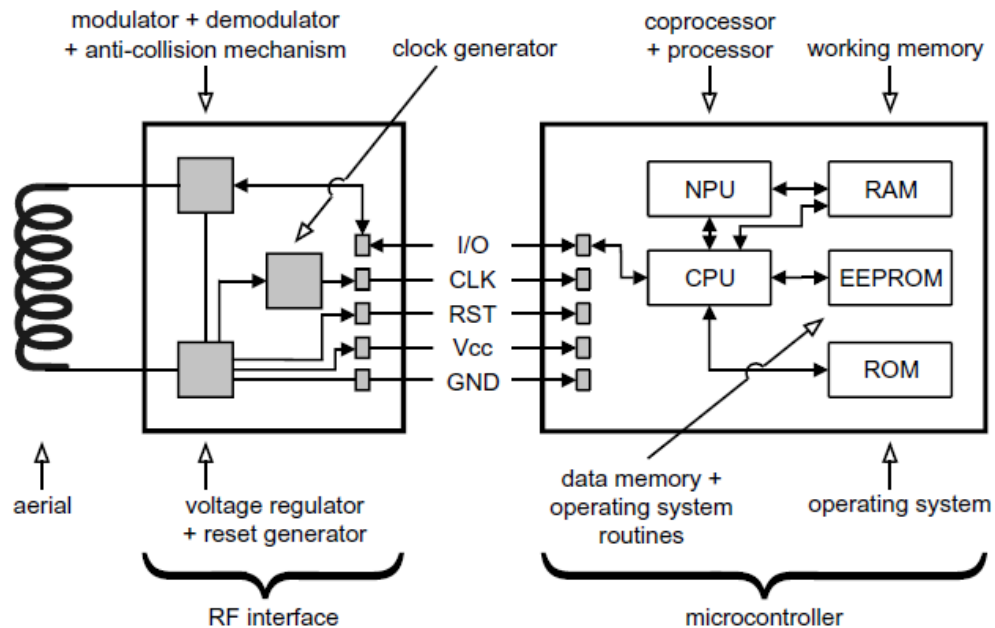 modulator + demodulator
+ anti-collision mechanism
clock generator
coprocessor
+ processor
working memory
NPU
RAM
I/O
CPU
CLK
EEPROM
RST
Vcc
ROM
GND
aerial
voltage regulator
+ reset generator
data memory +
operating system
routines
operating system
RF interface
microcontroller